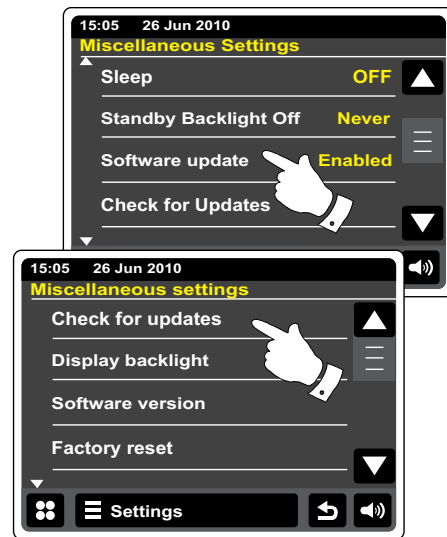 15:05 26 Jun 2010
Miscellaneous Settings
Sleep OFF
Standby Backlight Off Never
Software update Enabled
Check for Updates
15:05 26 Jun 2010
Miscellaneous settings
Check for updates
Display backlight
Software version
Factory reset
Settings